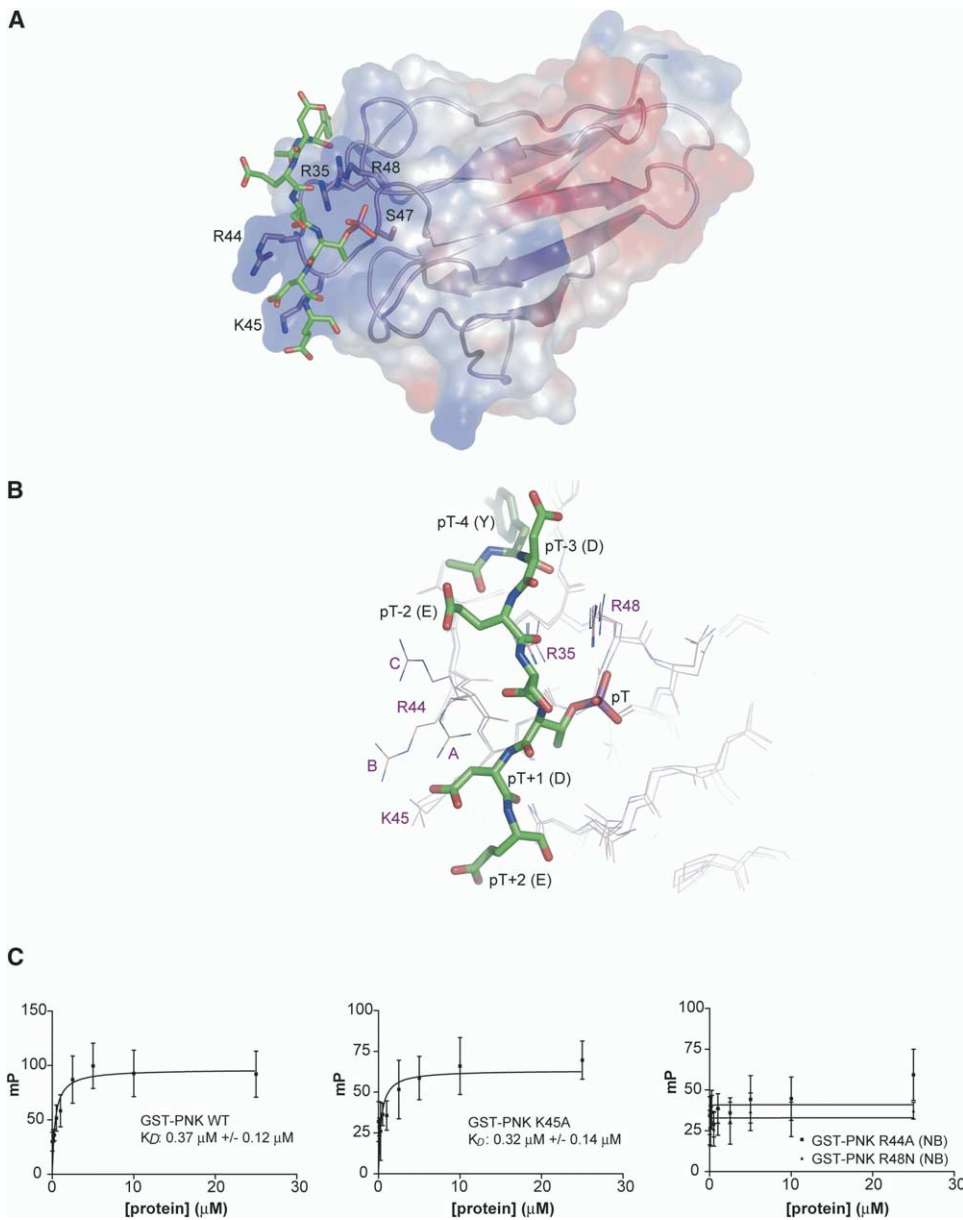 A
R35
R48
S47
R44
K45
B
pT-4 (Y)
pT-3 (D)
pT-2 (E)
R48
R35
C
pT
R44
A
B
pT+1 (D)
K45
pT+2 (E)
C
150
100
50
0
mP
GST-PNK WT
KD: 0.37 μM +/- 0.12 μM
0
10
20
30
[protein] (μM)
100
75
50
25
0
mP
GST-PNK K45A
KD: 0.32 μM +/- 0.14 μM
0
10
20
30
[protein] (μM)
100
75
50
25
0
mP
GST-PNK R44A (NB)
GST-PNK R48N (NB)
0
10
20
30
[protein] (μM)